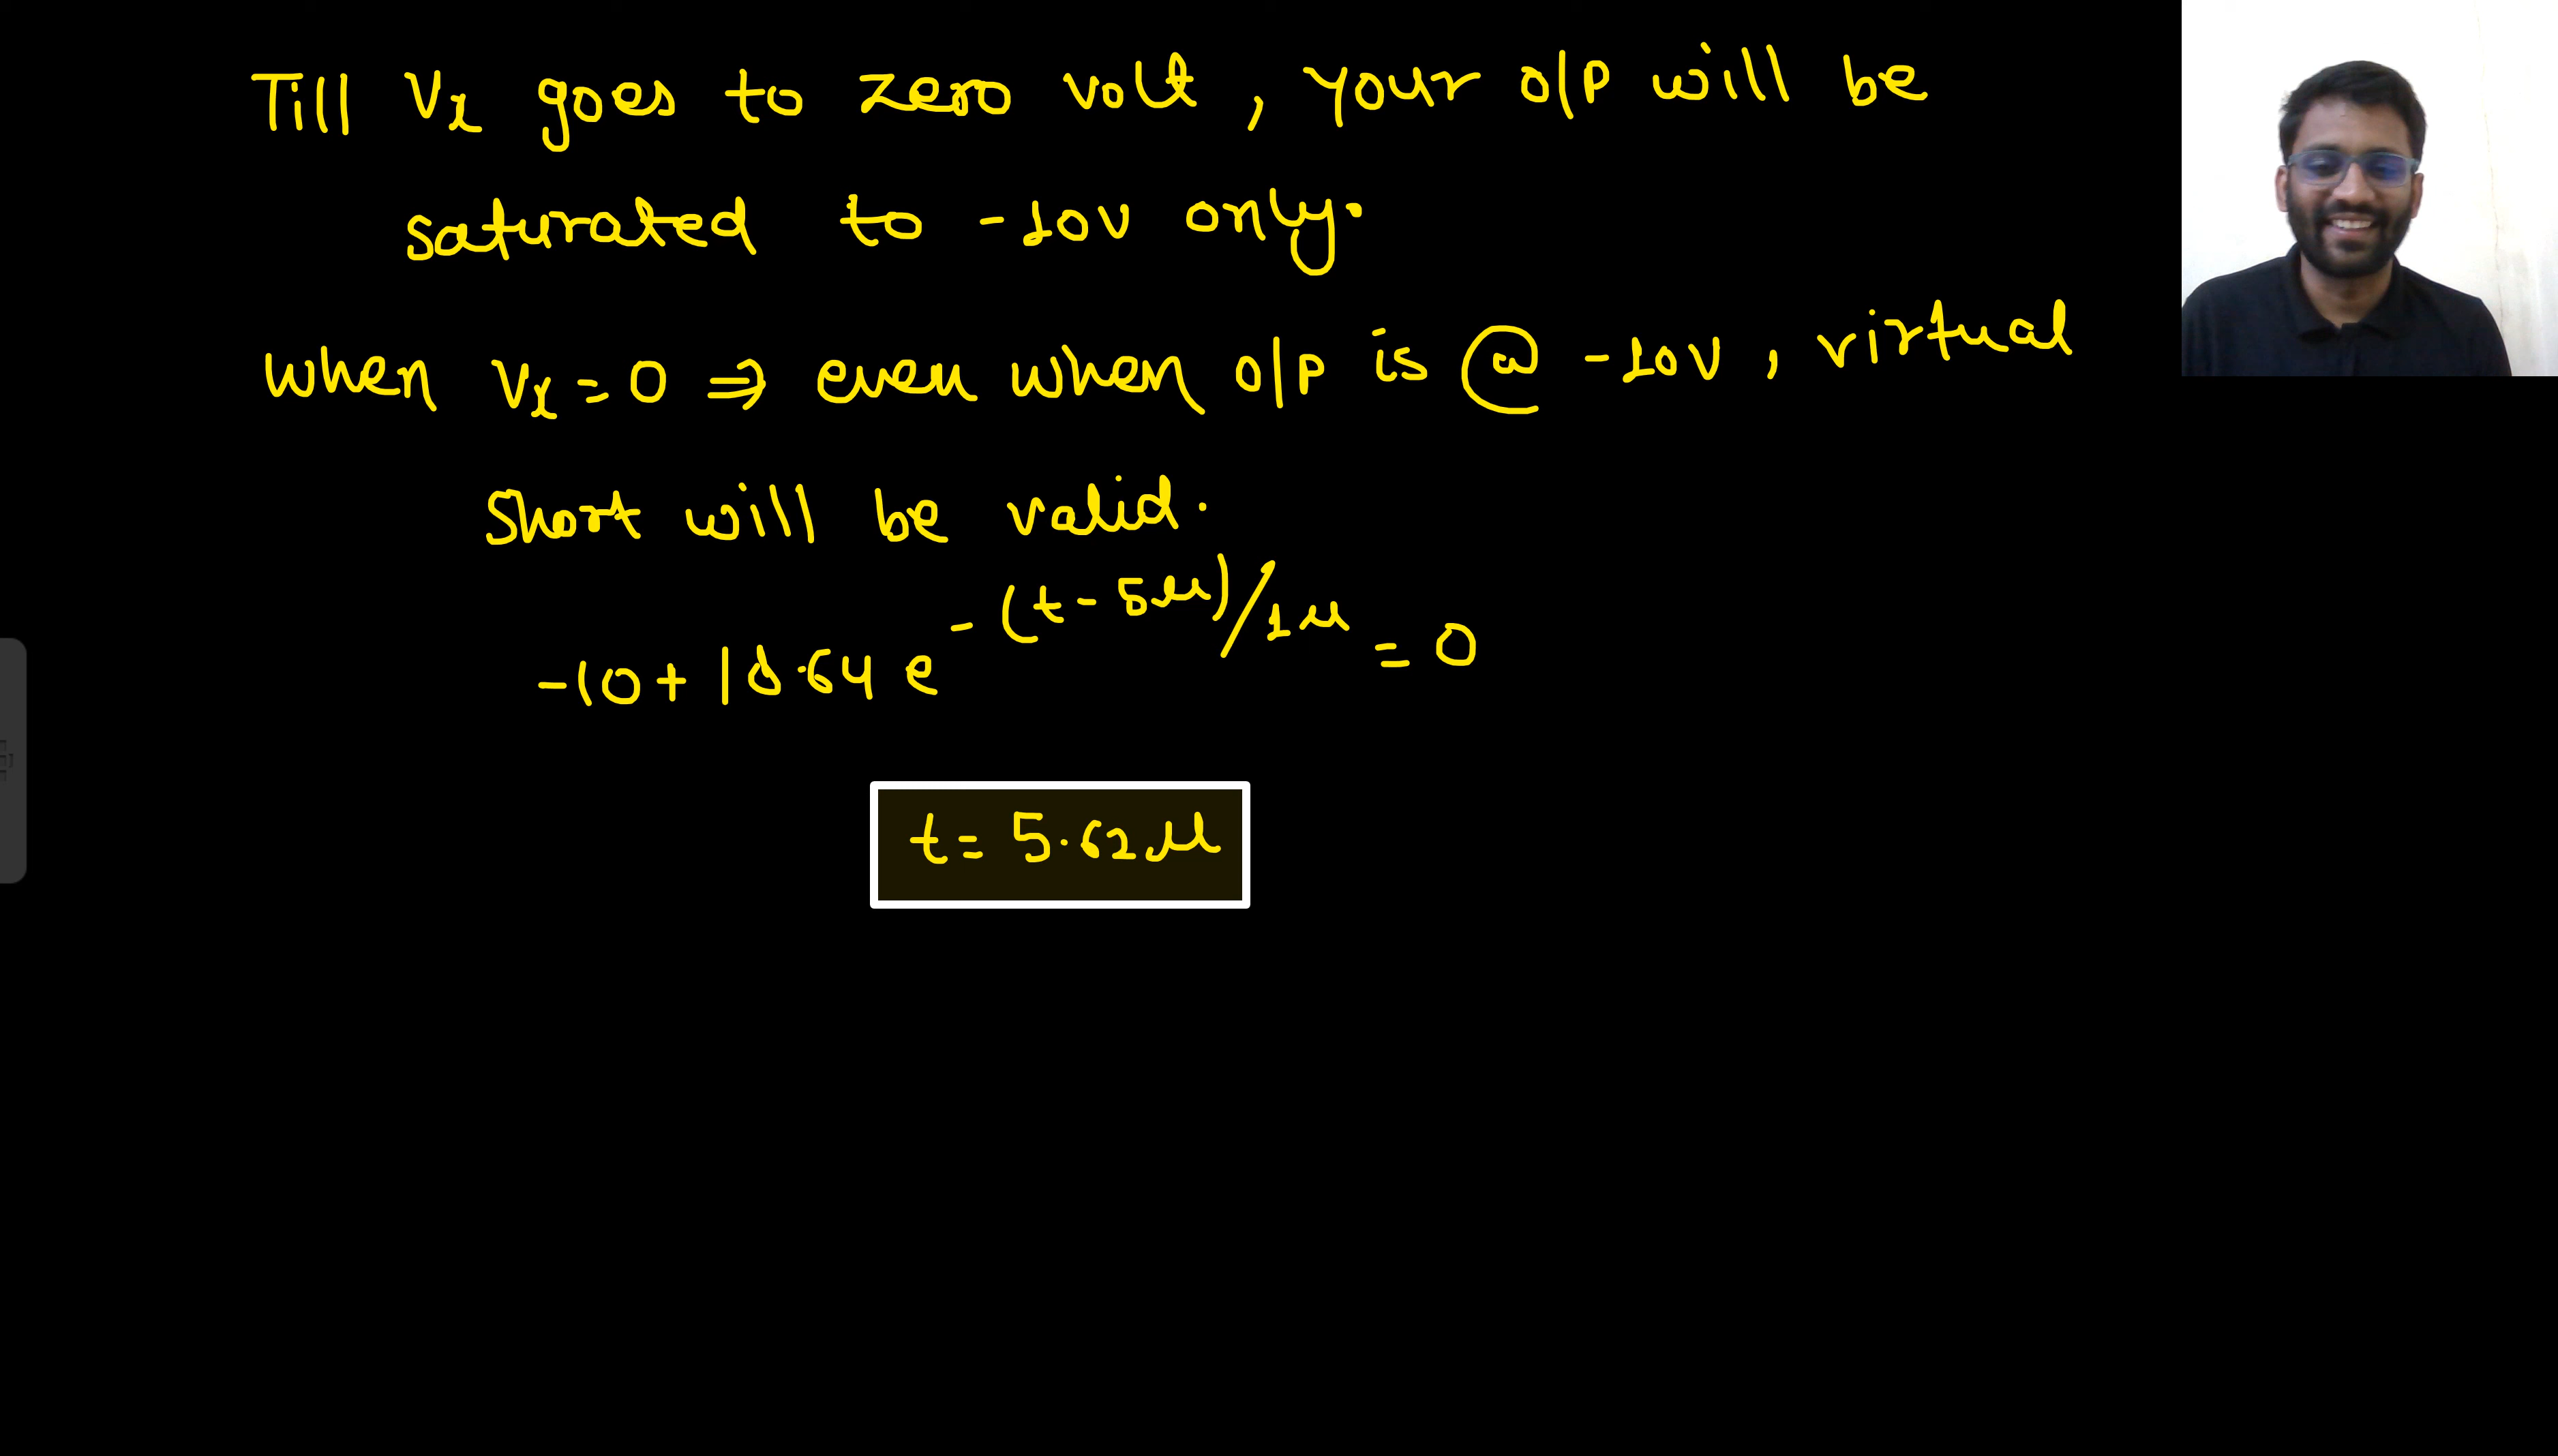 Till Vx goes to zero volt, your o/p will be
saturated to -10V only.
when Vx = 0 ⇒ even when o/p is @ -10V, virtual
short will be valid.
-10 + 18.64 e^-(t-5μ)/1μ = 0
t = 5.62μ